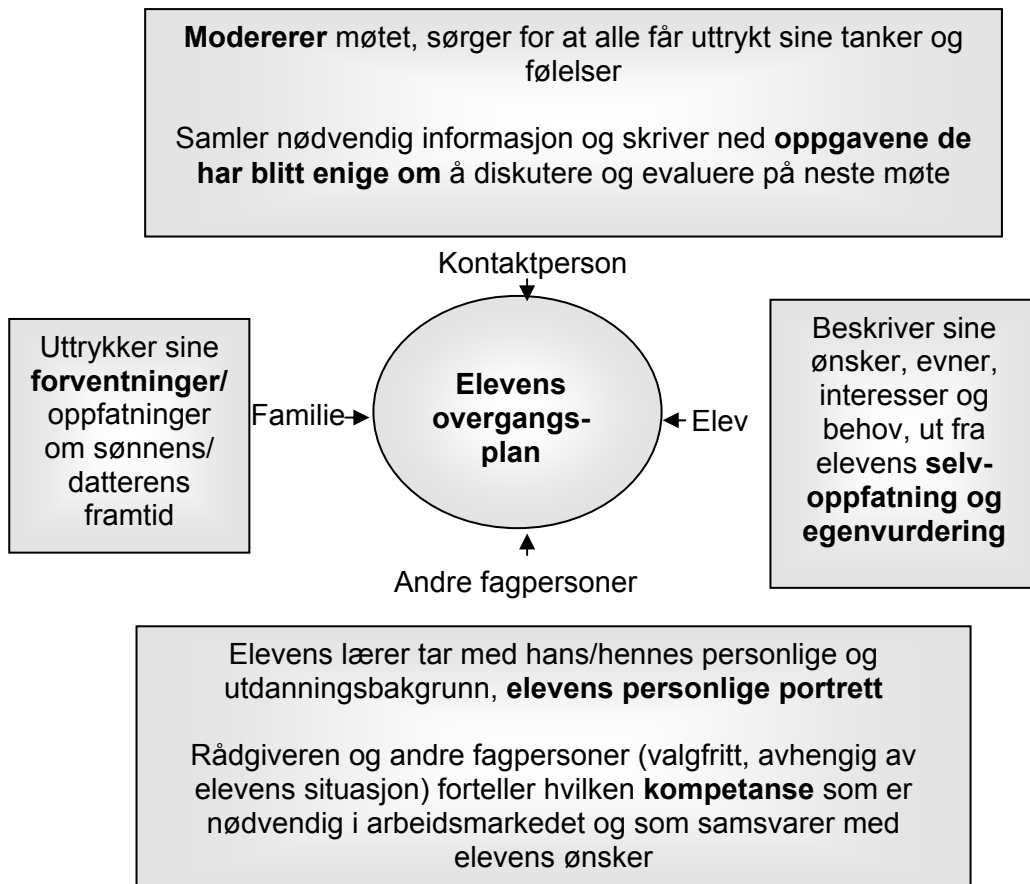 Modererer møtet, sørger for at alle får uttrykt sine tanker og
følelser
Samler nødvendig informasjon og skriver ned oppgavene de
har blitt enige om å diskutere og evaluere på neste møte
Kontaktperson
Uttrykker sine
forventninger/
oppfatninger
om sønnens/
datterens
framtid
Familie
Elevens
overgangs-
plan
Elev
Beskriver sine
ønsker, evner,
interesser og
behov, ut fra
elevens selv-
oppfatning og
egenvurdering
Andre fagpersoner
Elevens lærer tar med hans/hennes personlige og
utdanningsbakgrunn, elevens personlige portrett
Rådgiveren og andre fagpersoner (valgfritt, avhengig av
elevens situasjon) forteller hvilken kompetanse som er
nødvendig i arbeidsmarkedet og som samsvarer med
elevens ønsker